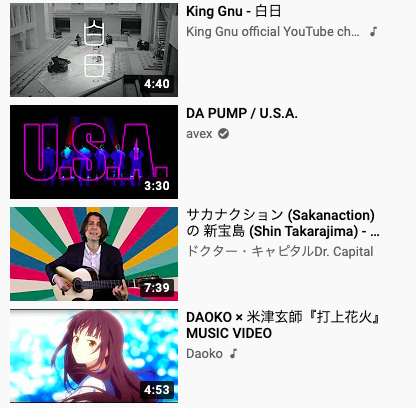 白日
4:40
King Gnu - 白日
King Gnu official YouTube ch...
U.S.A.
3:30
DA PUMP / U.S.A.
avex
7:39
サカナクション (Sakanaction)
の 新宝島 (Shin Takarajima) - ...
ドクター・キャピタルDr. Capital
4:53
DAOKO × 米津玄師『打上花火』
MUSIC VIDEO
Daoko